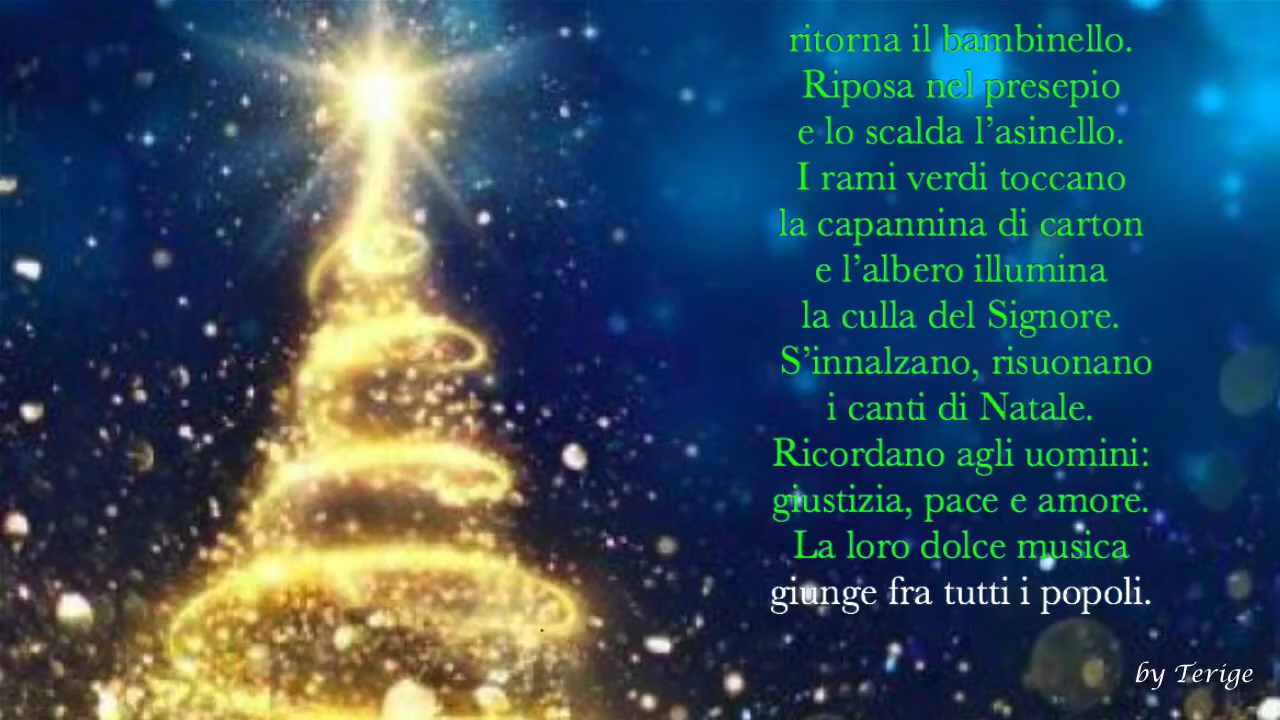 ritorna il bambinello.
Riposa nel presepio
e lo scalda l’asinello.
I rami verdi toccano
la capannina di carton
e l’albero illumina
la culla del Signore.
S’innalzano, risuonano
i canti di Natale.
Ricordano agli uomini:
giustizia, pace e amore.
La loro dolce musica
giunge fra tutti i popoli.
by Terige